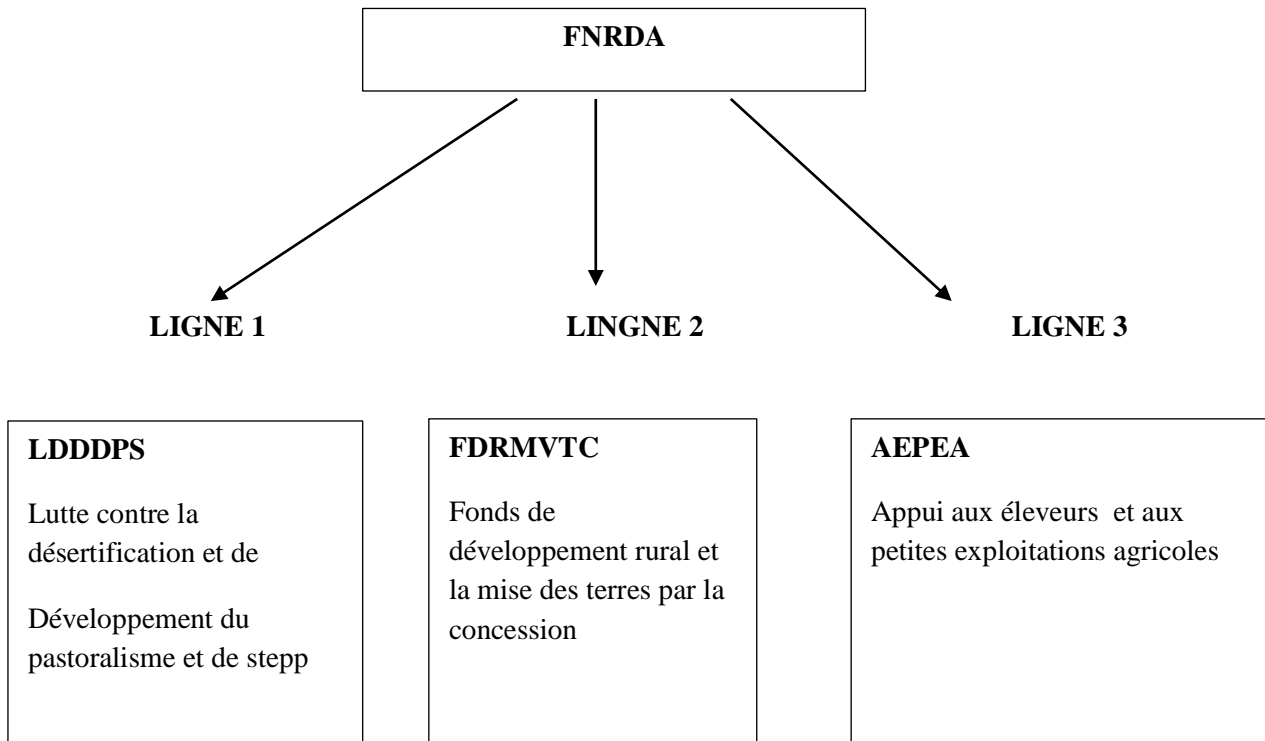 FNRDA
LIGNE 1
LINGNE 2
LIGNE 3
LDDDPS
Lutte contre la
désertification et de
Développement du
pastoralisme et de stepp
FDRMVTC
Fonds de
développement rural et
la mise des terres par la
concession
AEPEA
Appui aux éleveurs  et aux
petites exploitations agricoles